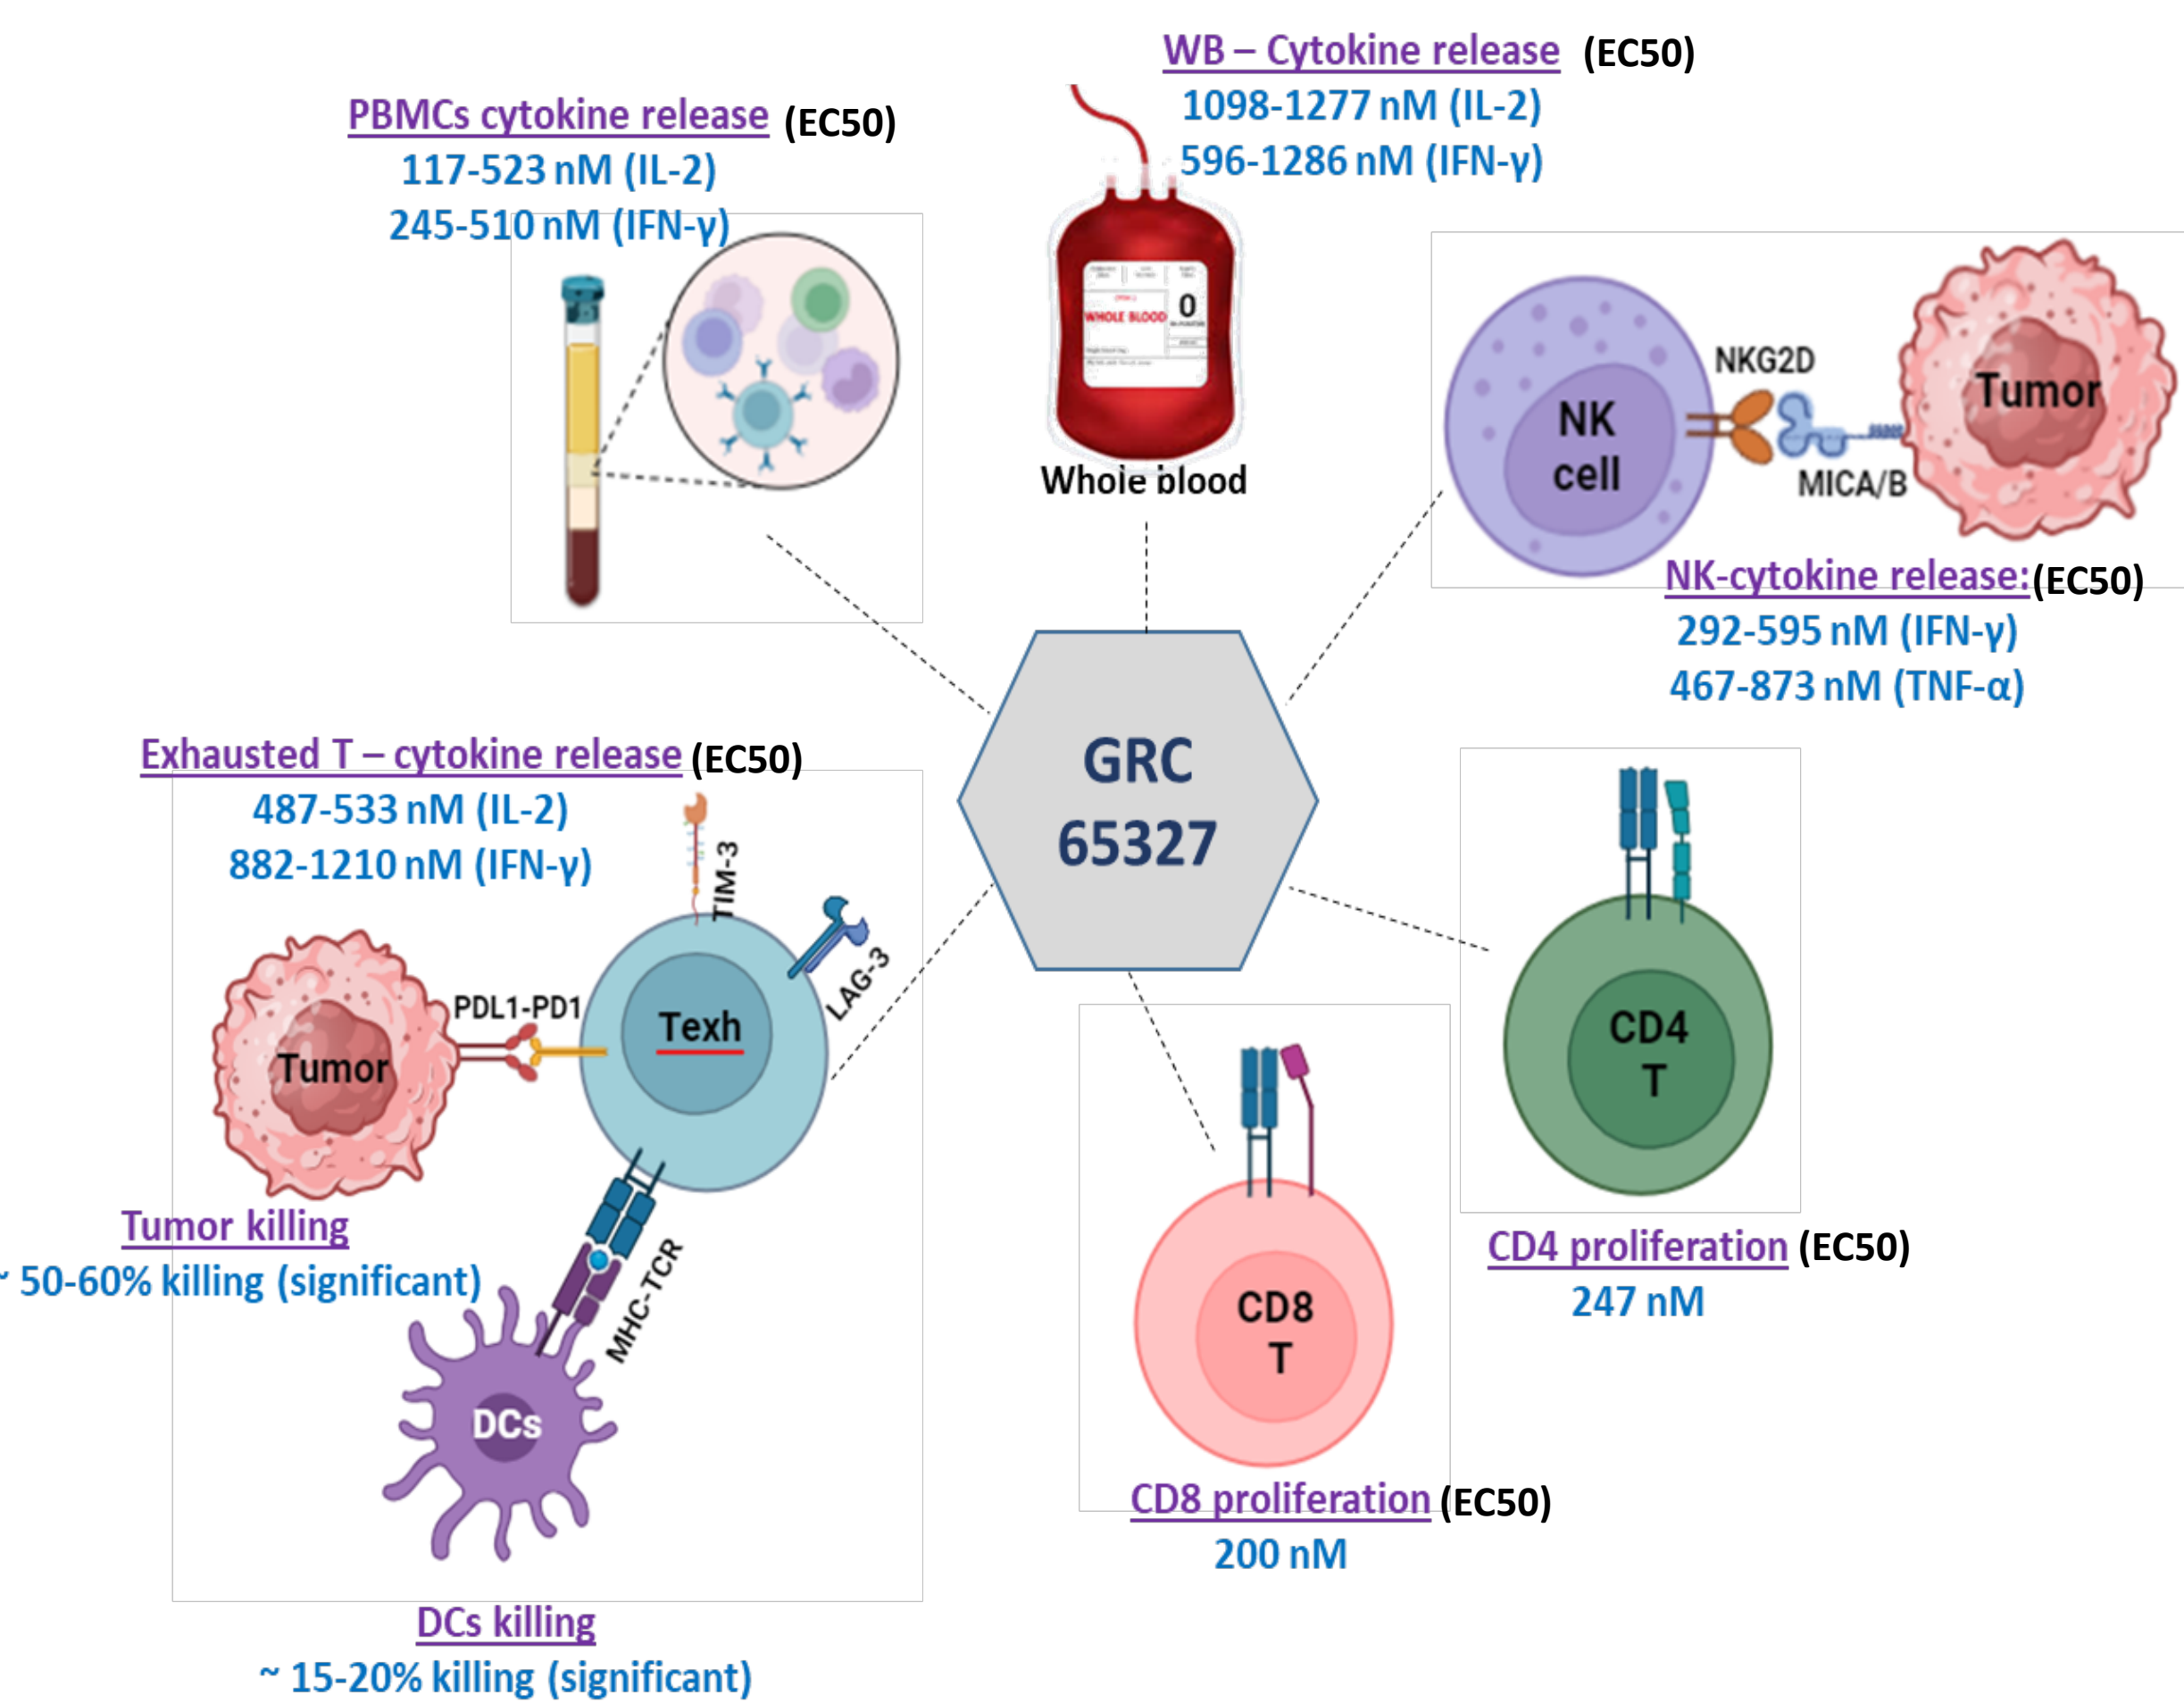 WB – Cytokine release (EC50)
1098-1277 nM (IL-2)
596-1286 nM (IFN-γ)
PBMCs cytokine release (EC50)
117-523 nM (IL-2)
245-510 nM (IFN-γ)
WHOLE BLOOD
0
Whole blood
NK
cell
NKG2D
MICA/B
Tumor
NK-cytokine release: (EC50)
292-595 nM (IFN-γ)
467-873 nM (TNF-α)
GRC
65327
Exhausted T – cytokine release (EC50)
487-533 nM (IL-2)
882-1210 nM (IFN-γ)
TIM-3
LAG-3
PDL1-PD1
Texh
Tumor
Tumor killing
~ 50-60% killing (significant)
MHC-TCR
DCs
DCs killing
~ 15-20% killing (significant)
CD4
T
CD4 proliferation (EC50)
247 nM
CD8
T
CD8 proliferation (EC50)
200 nM